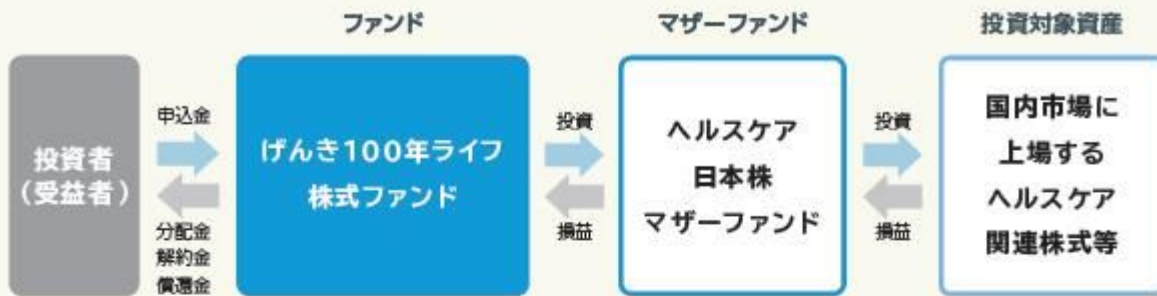 ファンド
マザーファンド
投資対象資産
投資者
(受益者)
申込金
分配金
解約金
償還金
げんき100年ライフ
株式ファンド
投資
損益
ヘルスケア
日本株
マザーファンド
投資
損益
国内市場に
上場する
ヘルスケア
関連株式等